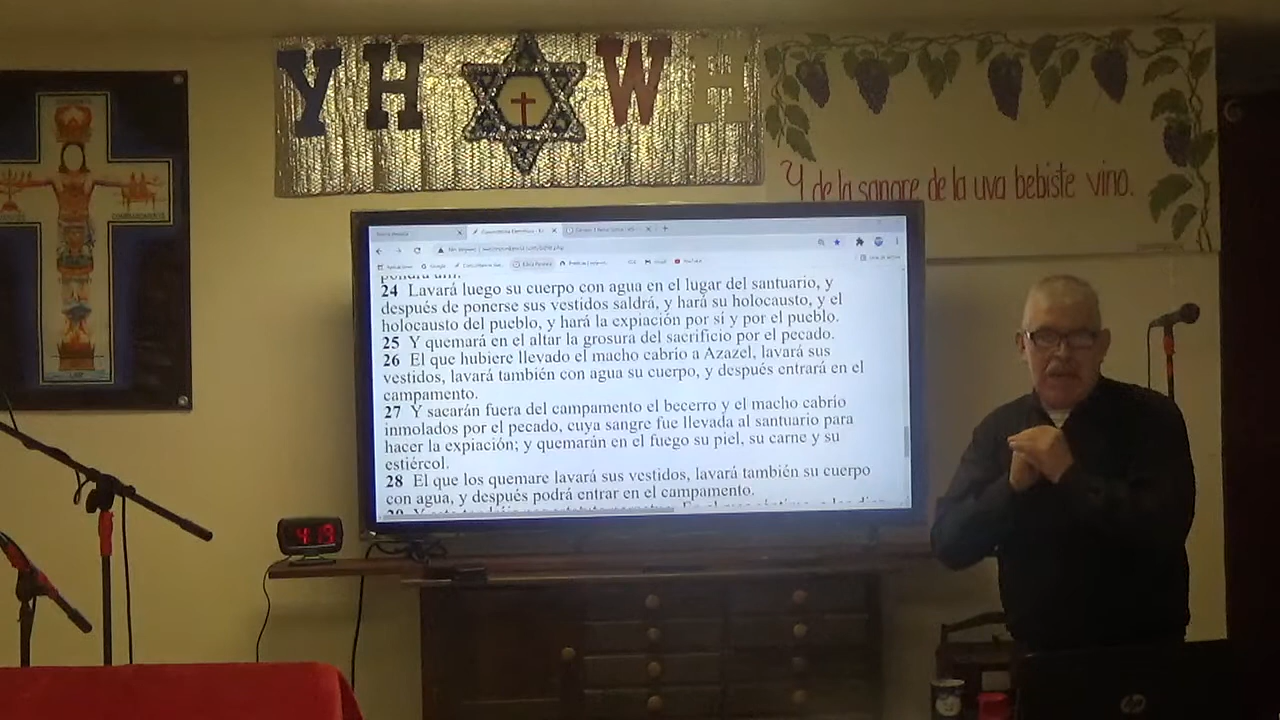 YH W H
Y de la sangre de la uva bebiste vino.
24 Lavará luego su cuerpo con agua en el lugar del santuario, y
después de ponerse sus vestidos saldrá, y hará su holocausto, y el
holocausto del pueblo, y hará la expiación por sí y por el pueblo.
25 Y quemará en el altar la grosura del sacrificio por el pecado.
26 El que hubiere llevado el macho cabrío a Azazel, lavará sus
vestidos, lavará también con agua su cuerpo, y después entrará en el
campamento.
27 Y sacarán fuera del campamento el becerro y el macho cabrío
inmolados por el pecado, cuya sangre fue llevada al santuario para
hacer la expiación; y quemarán en el fuego su piel, su carne y su
estiércol.
28 El que los quemare lavará sus vestidos, lavará también su cuerpo
con agua, y después podrá entrar en el campamento.
4:19
hp